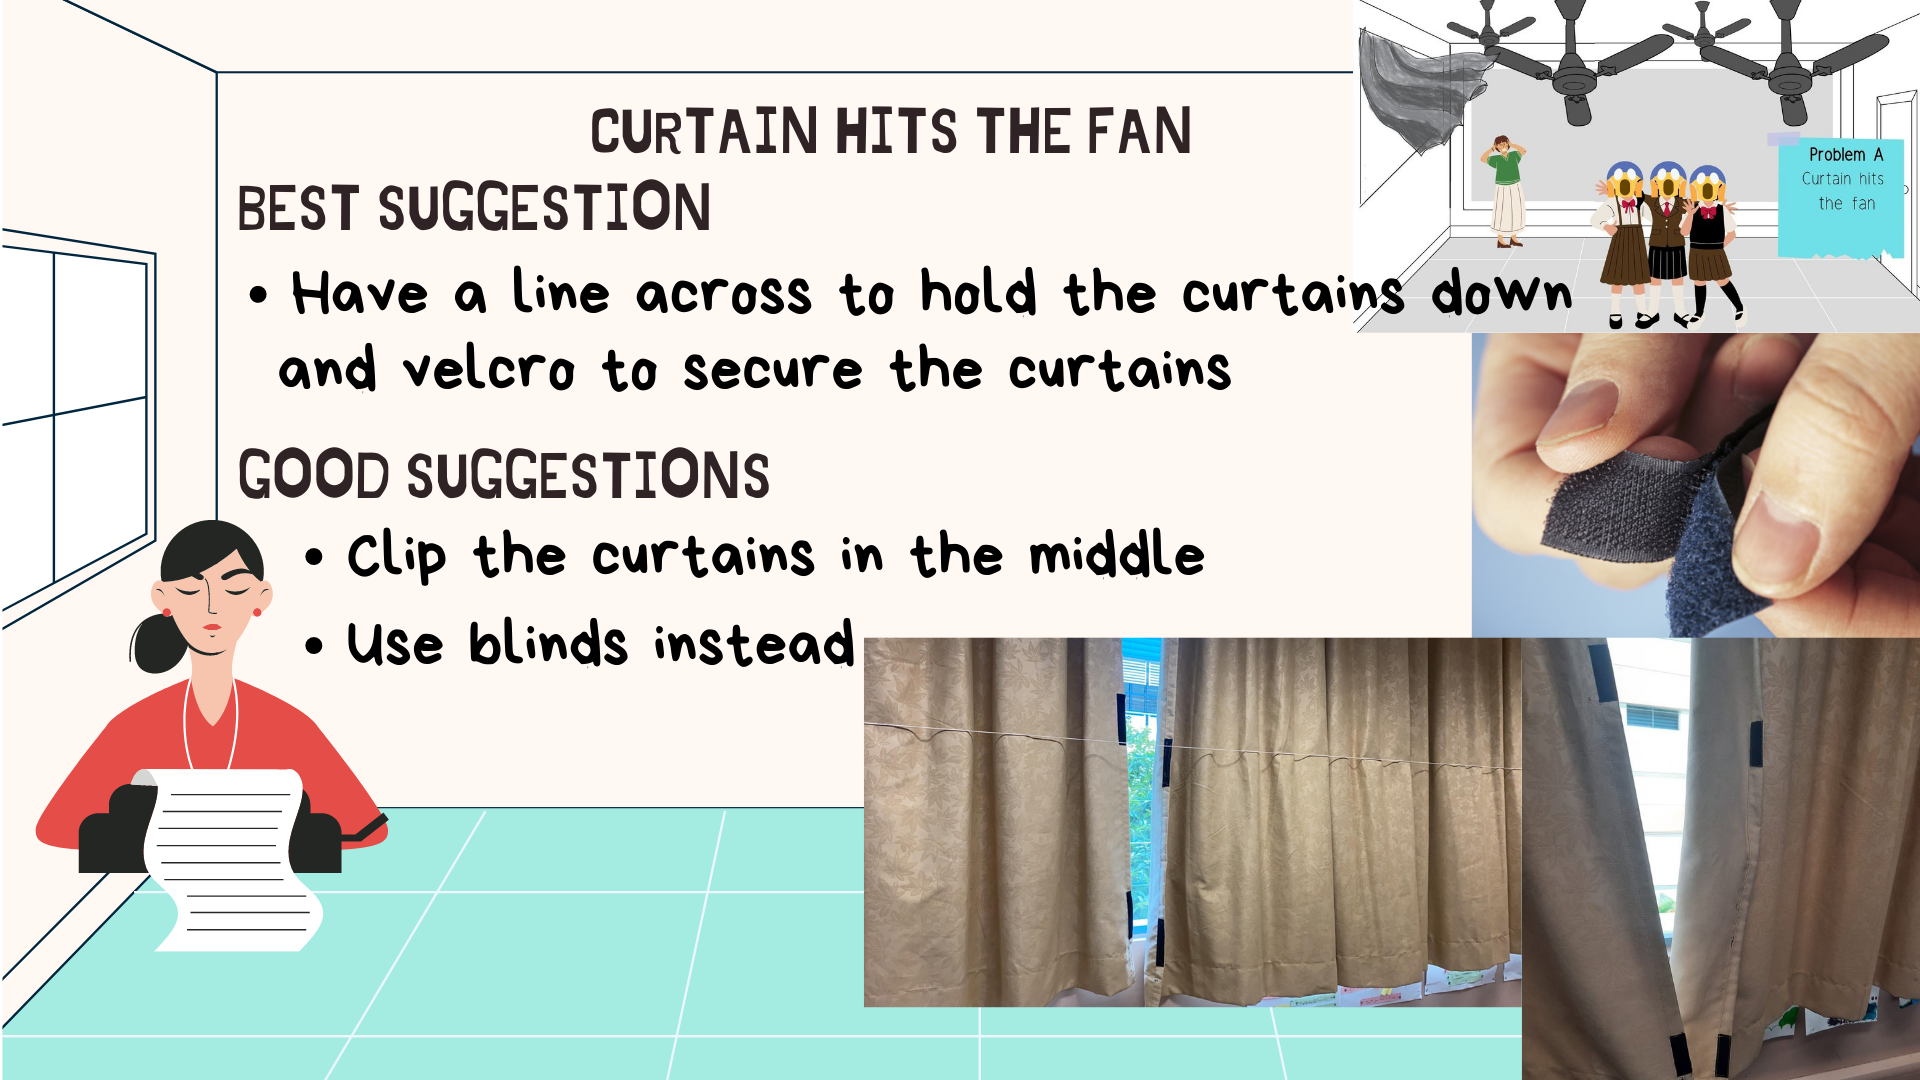 CURTAIN HITS THE FAN
BEST SUGGESTION
• Have a line across to hold the curtains down
and velcro to secure the curtains
GOOD SUGGESTIONS
• Clip the curtains in the middle
• Use blinds instead
Problem A
Curtain hits
the fan